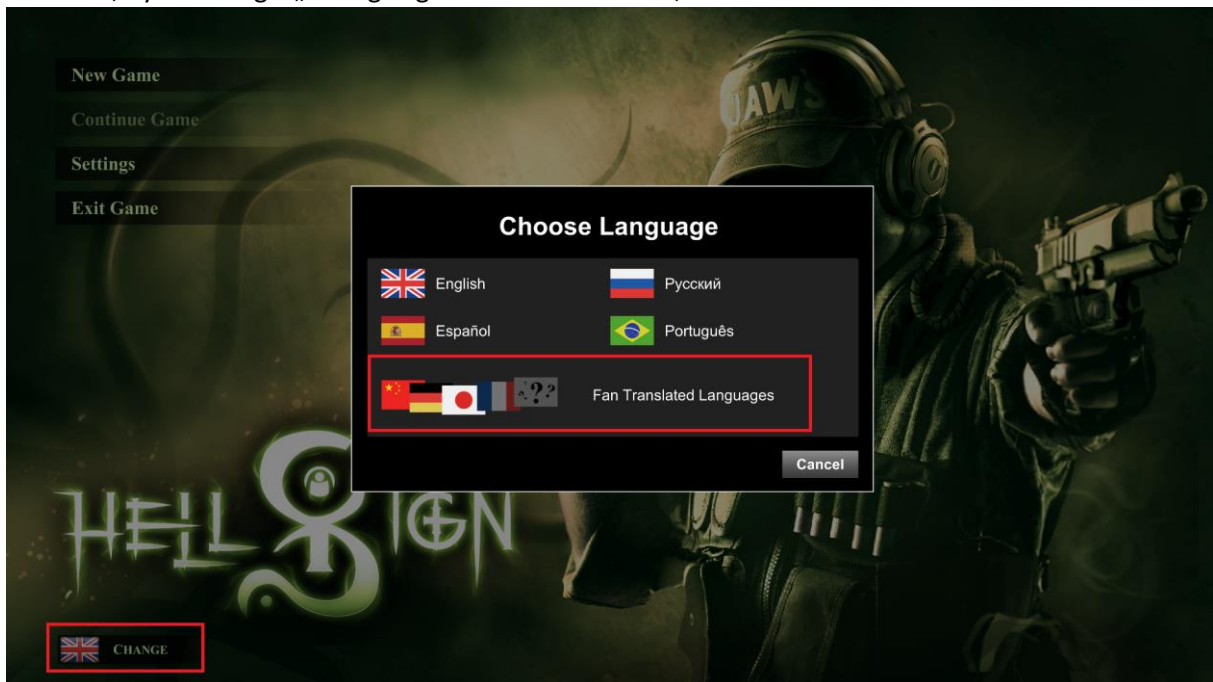 New Game
Continue Game
Settings
Exit Game
JAWS
Choose Language
English
Русский
Español
Português
Fan Translated Languages
Cancel
HELLSIGN
CHANGE